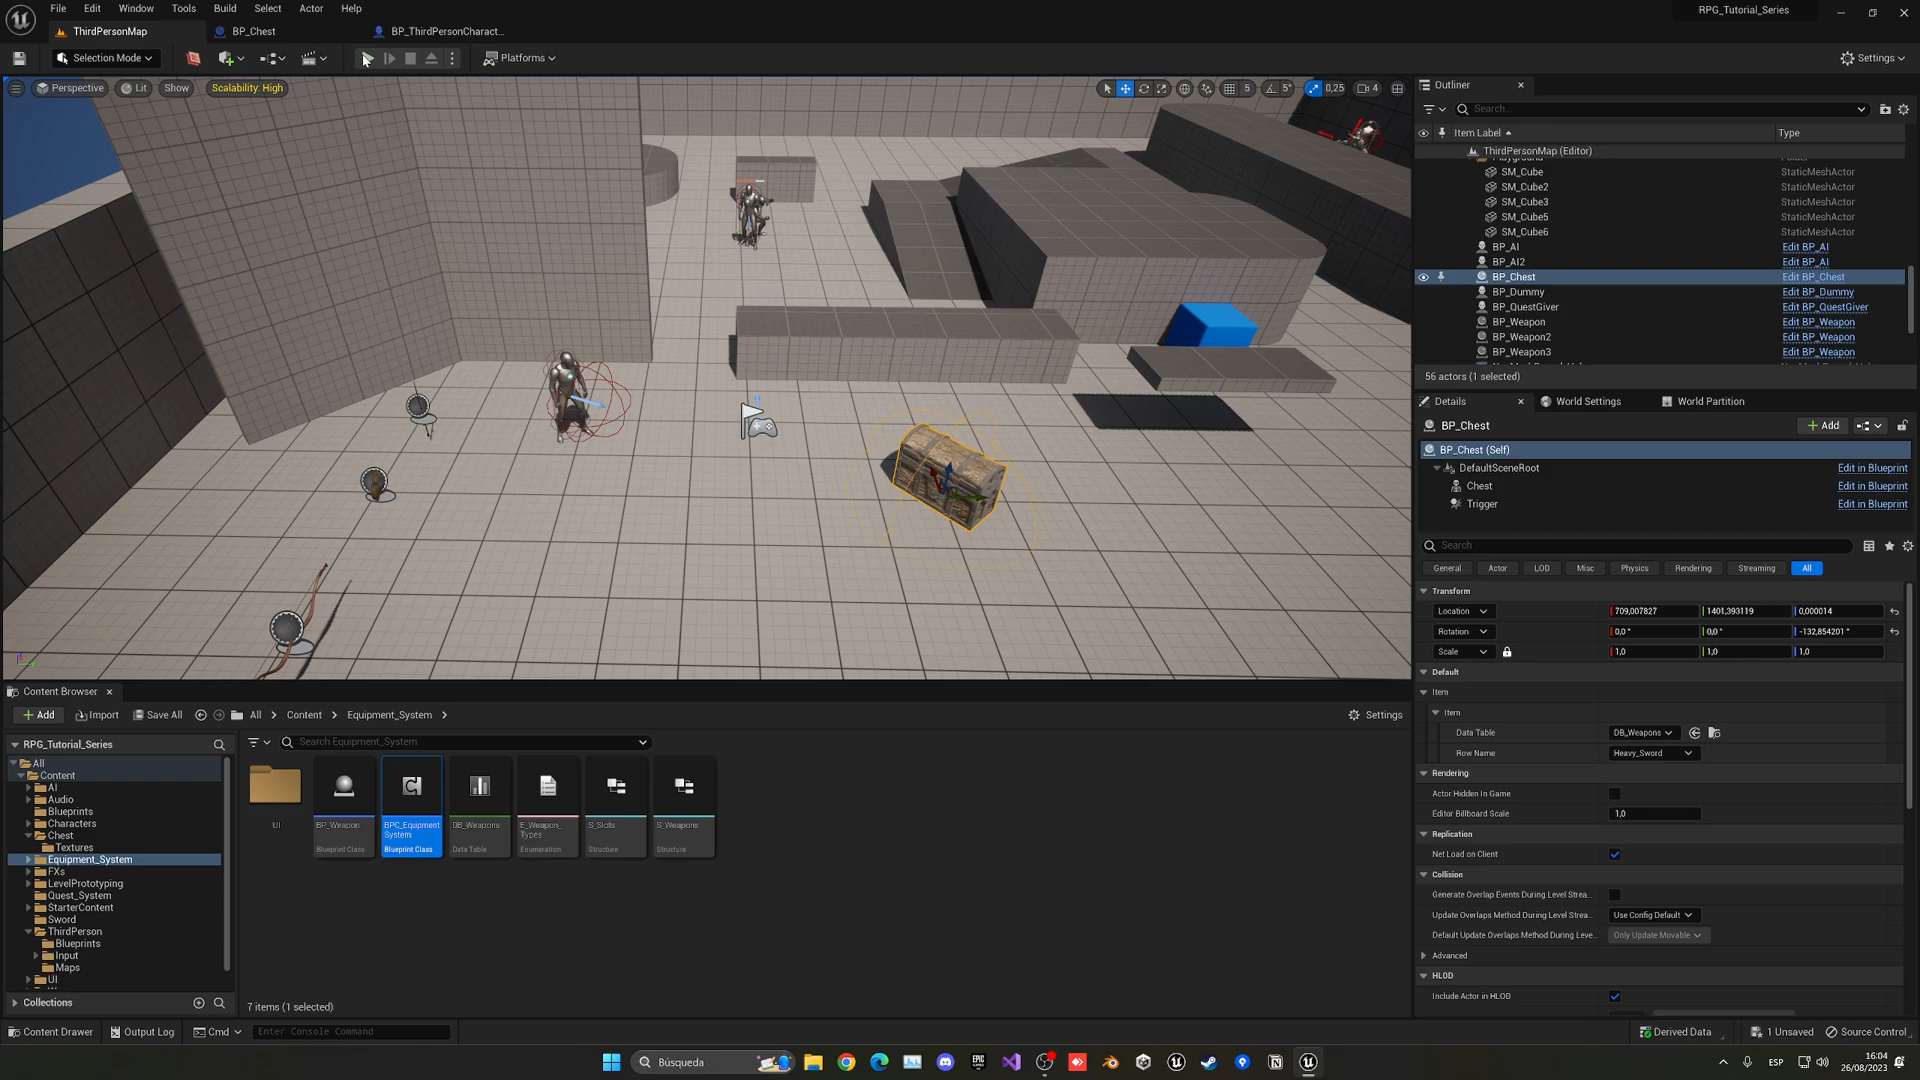 File Edit Window Tools Build Select Actor Help
RPG_Tutorial_Series
ThirdPersonMap
BP_Chest
BP_ThirdPersonCharact...
Selection Mode
Platforms
Settings
Perspective
Lit
Show
Scalability: High
5
5°
0,25
4
Outliner
Search...
Item Label
Type
ThirdPersonMap (Editor)
SM_Cube StaticMeshActor
SM_Cube2 StaticMeshActor
SM_Cube3 StaticMeshActor
SM_Cube5 StaticMeshActor
SM_Cube6 StaticMeshActor
BP_AI Edit BP_AI
BP_AI2 Edit BP_AI
BP_Chest Edit BP_Chest
BP_Dummy Edit BP_Dummy
BP_QuestGiver Edit BP_QuestGiver
BP_Weapon Edit BP_Weapon
BP_Weapon2 Edit BP_Weapon
BP_Weapon3 Edit BP_Weapon
56 actors (1 selected)
Details
World Settings
World Partition
BP_Chest
Add
BP_Chest (Self)
DefaultSceneRoot Edit in Blueprint
Chest Edit in Blueprint
Trigger Edit in Blueprint
Search
General Actor LOD Misc Physics Rendering Streaming All
Transform
Location 709,007827 1401,393119 0,000014
Rotation 0,0 ° 0,0 ° -132,854201 °
Scale 1,0 1,0 1,0
Default
Item
Item
Data Table DB_Weapons
Row Name Heavy_Sword
Rendering
Actor Hidden In Game
Editor Billboard Scale 1,0
Replication
Net Load on Client
Collision
Generate Overlap Events During Level Strea...
Update Overlaps Method During Level Strea... Use Config Default
Default Update Overlaps Method During Leve... Only Update Movable
Advanced
HLOD
Include Actor in HLOD
Content Browser
Add
Import
Save All
All
Content
Equipment_System
Settings
RPG_Tutorial_Series
Search Equipment_System
All
Content
AI
Audio
Blueprints
Characters
Chest
Textures
Equipment_System
FXs
LevelPrototyping
Quest_System
StarterContent
Sword
ThirdPerson
Blueprints
Input
Maps
UI
Collections
UI
BP_Weapon
Blueprint Class
BPC_Equipment
System
Blueprint Class
DB_Weapons
Data Table
E_Weapon_
Types
Enumeration
S_Slots
Structure
S_Weapons
Structure
7 items (1 selected)
Content Drawer
Output Log
Cmd
Enter Console Command
Derived Data
1 Unsaved
Source Control
Búsqueda
ESP
16:04
26/08/2023